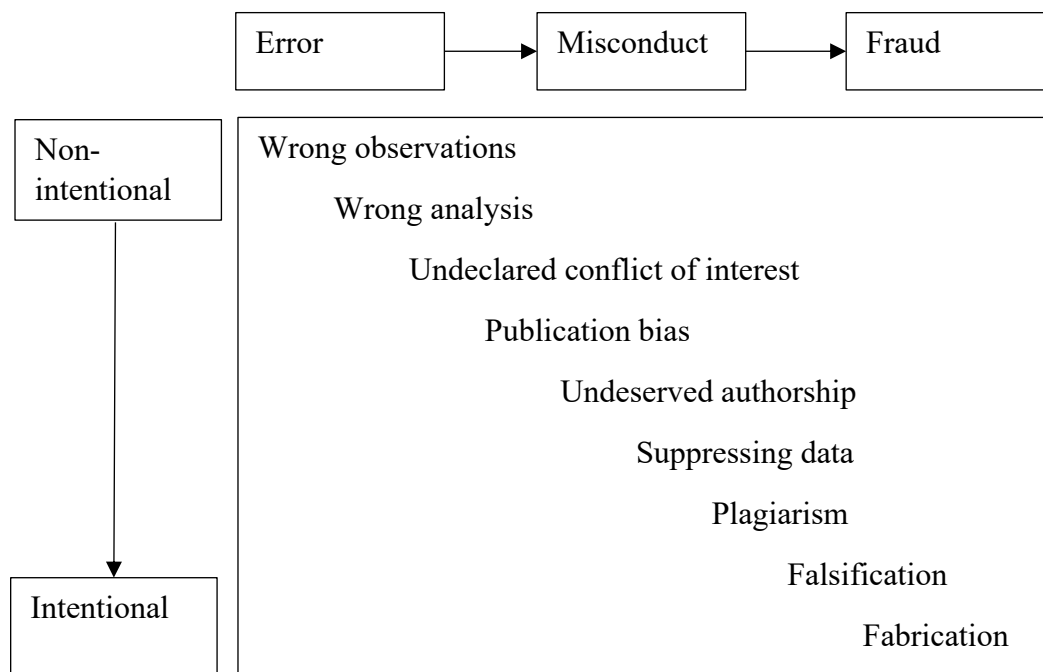 Error
Misconduct
Fraud
Non-
intentional
Wrong observations
Wrong analysis
Undeclared conflict of interest
Publication bias
Undeserved authorship
Suppressing data
Plagiarism
Falsification
Intentional
Fabrication